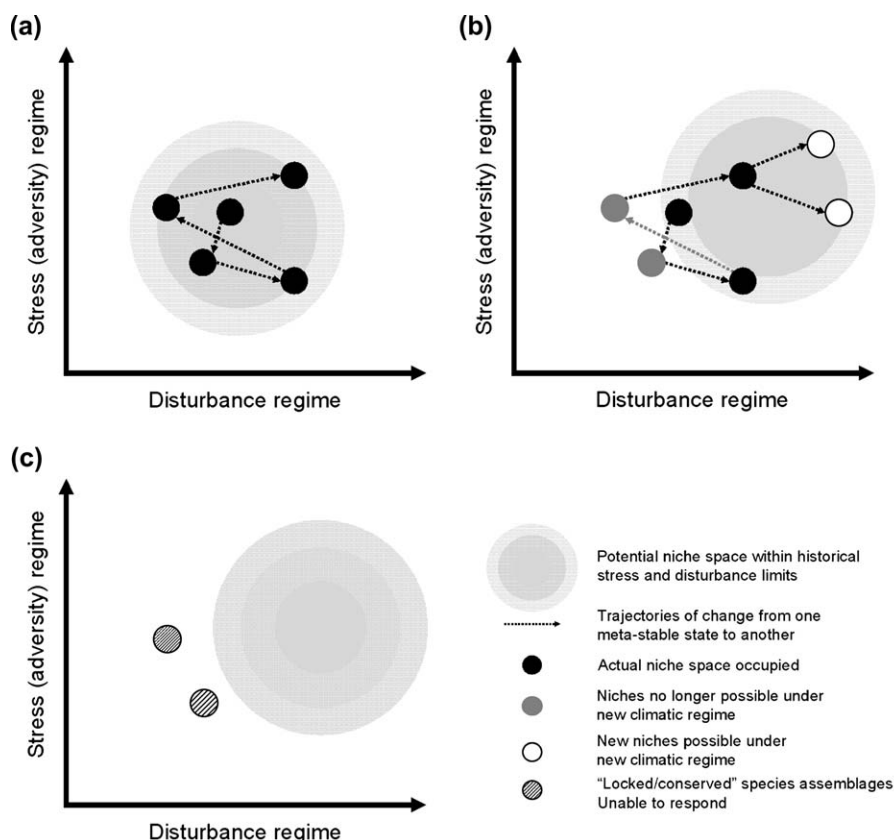 (a)
Stress (adversity) regime
Disturbance regime
(b)
Stress (adversity) regime
Disturbance regime
(c)
Stress (adversity) regime
Disturbance regime
Potential niche space within historical
stress and disturbance limits
Trajectories of change from one
meta-stable state to another
Actual niche space occupied
Niches no longer possible under
new climatic regime
New niches possible under
new climatic regime
“Locked/conserved” species assemblages
Unable to respond